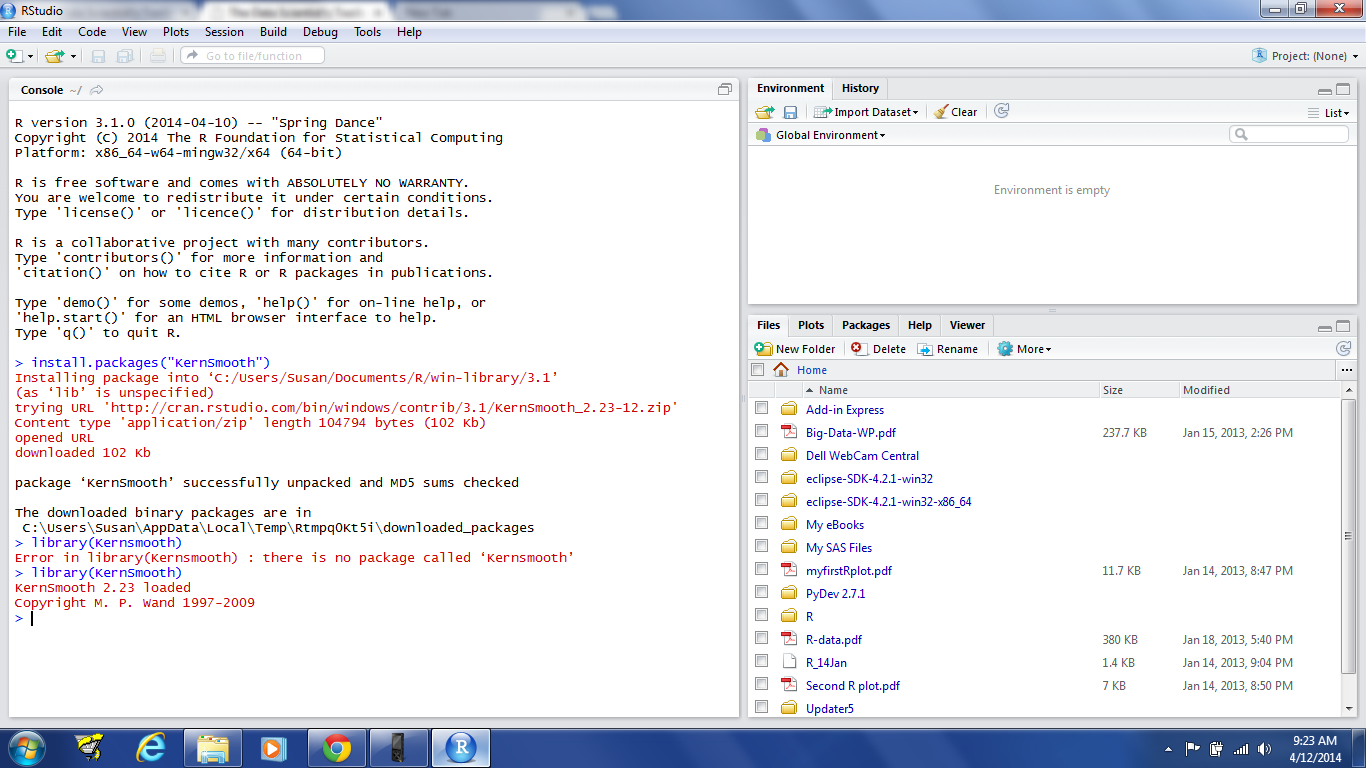 RStudio
File Edit Code View Plots Session Build Debug Tools Help
Go to file/function
Project: (None)
Console ~/
R version 3.1.0 (2014-04-10) -- "Spring Dance"
Copyright (C) 2014 The R Foundation for Statistical Computing
Platform: x86_64-w64-mingw32/x64 (64-bit)
R is free software and comes with ABSOLUTELY NO WARRANTY.
You are welcome to redistribute it under certain conditions.
Type 'license()' or 'licence()' for distribution details.
R is a collaborative project with many contributors.
Type 'contributors()' for more information and
'citation()' on how to cite R or R packages in publications.
Type 'demo()' for some demos, 'help()' for on-line help, or
'help.start()' for an HTML browser interface to help.
Type 'q()' to quit R.
> install.packages("KernSmooth")
Installing package into ‘C:/Users/Susan/Documents/R/win-library/3.1’
(as ‘lib’ is unspecified)
trying URL 'http://cran.rstudio.com/bin/windows/contrib/3.1/KernSmooth_2.23-12.zip'
Content type 'application/zip' length 104794 bytes (102 Kb)
opened URL
downloaded 102 Kb
package ‘KernSmooth’ successfully unpacked and MD5 sums checked
The downloaded binary packages are in
C:\Users\Susan\AppData\Local\Temp\RtmpqOKt5i\downloaded_packages
> library(Kernsmooth)
Error in library(Kernsmooth) : there is no package called ‘Kernsmooth’
> library(KernSmooth)
KernSmooth 2.23 loaded
Copyright M. P. Wand 1997-2009
>
Environment History
Import Dataset Clear List
Global Environment
Environment is empty
Files Plots Packages Help Viewer
New Folder Delete Rename More
Home ...
Name Size Modified
Add-in Express
Big-Data-WP.pdf 237.7 KB Jan 15, 2013, 2:26 PM
Dell WebCam Central
eclipse-SDK-4.2.1-win32
eclipse-SDK-4.2.1-win32-x86_64
My eBooks
My SAS Files
myfirstRplot.pdf 11.7 KB Jan 14, 2013, 8:47 PM
PyDev 2.7.1
R
R-data.pdf 380 KB Jan 18, 2013, 5:40 PM
R_14Jan 1.4 KB Jan 14, 2013, 9:04 PM
Second R plot.pdf 7 KB Jan 14, 2013, 8:50 PM
Updater5
9:23 AM
4/12/2014